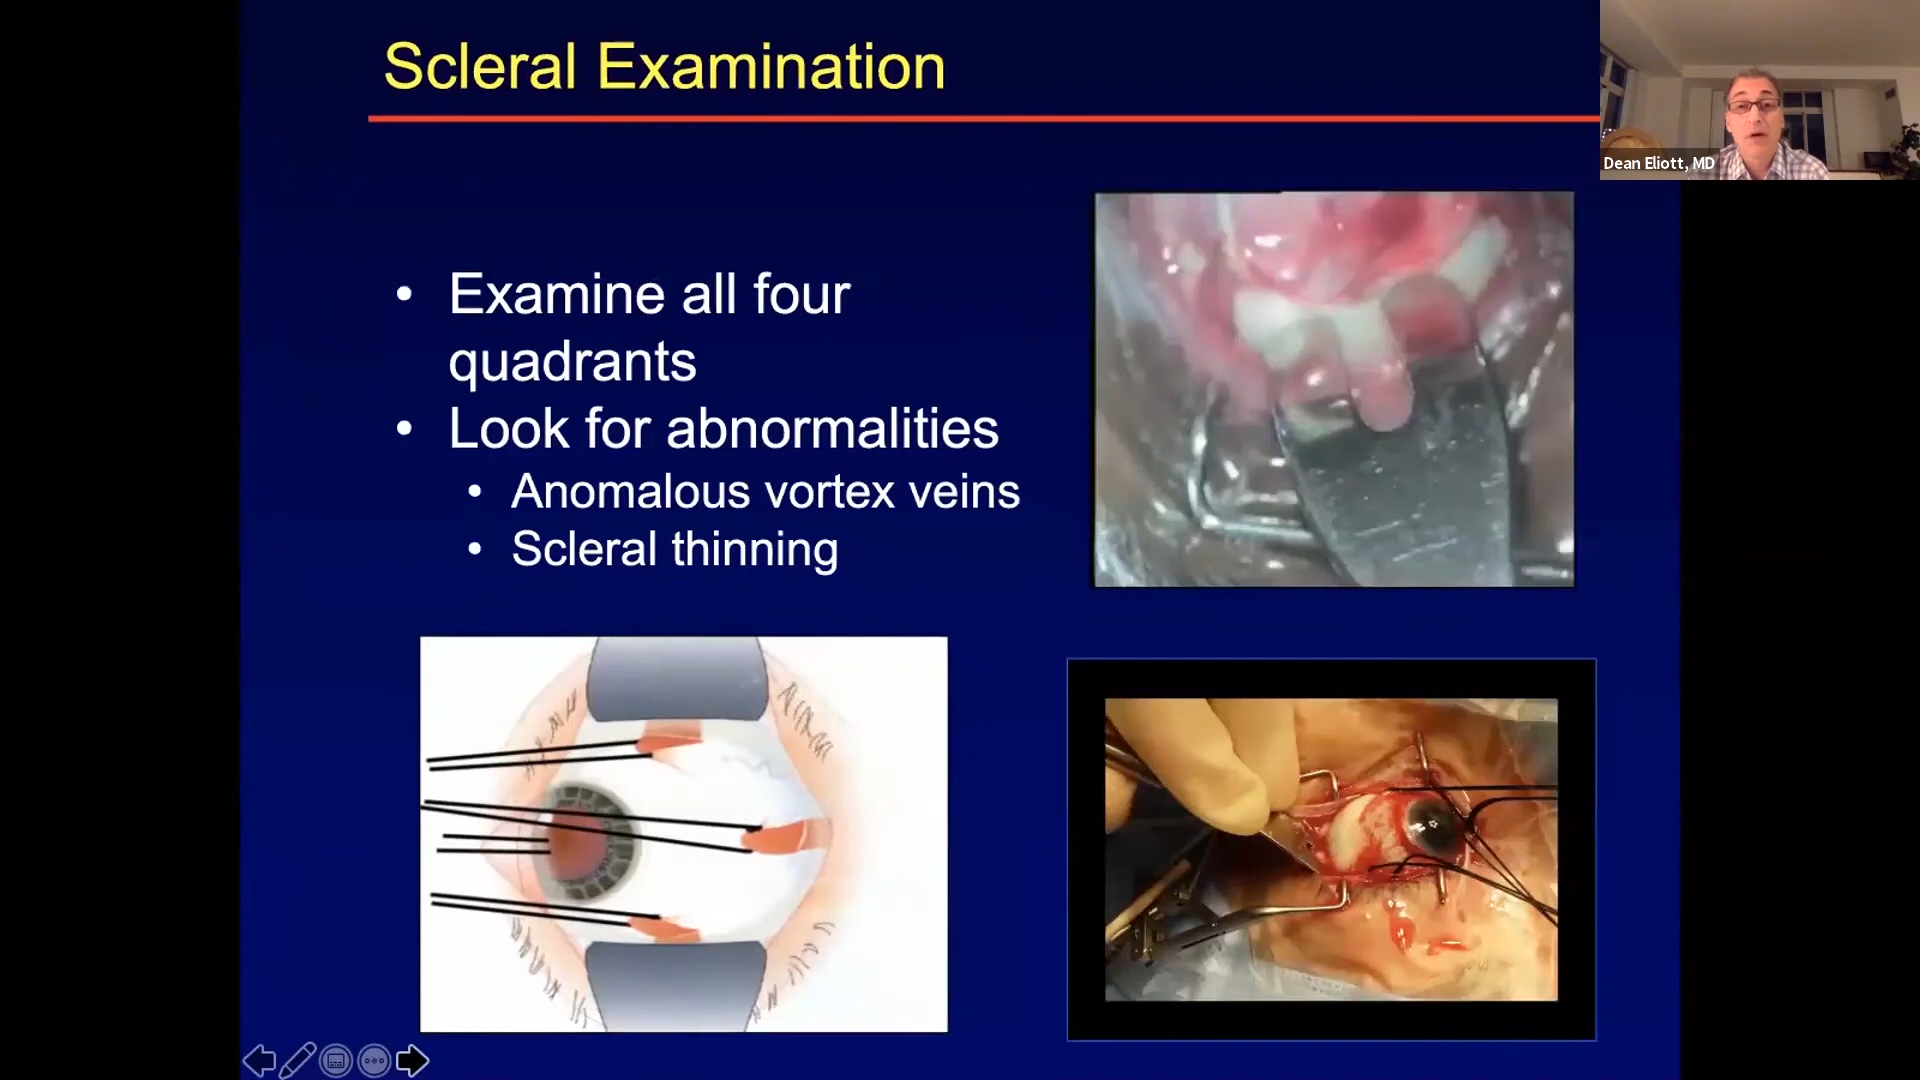 Scleral Examination
Dean Eliott, MD
• Examine all four
quadrants
• Look for abnormalities
• Anomalous vortex veins
• Scleral thinning